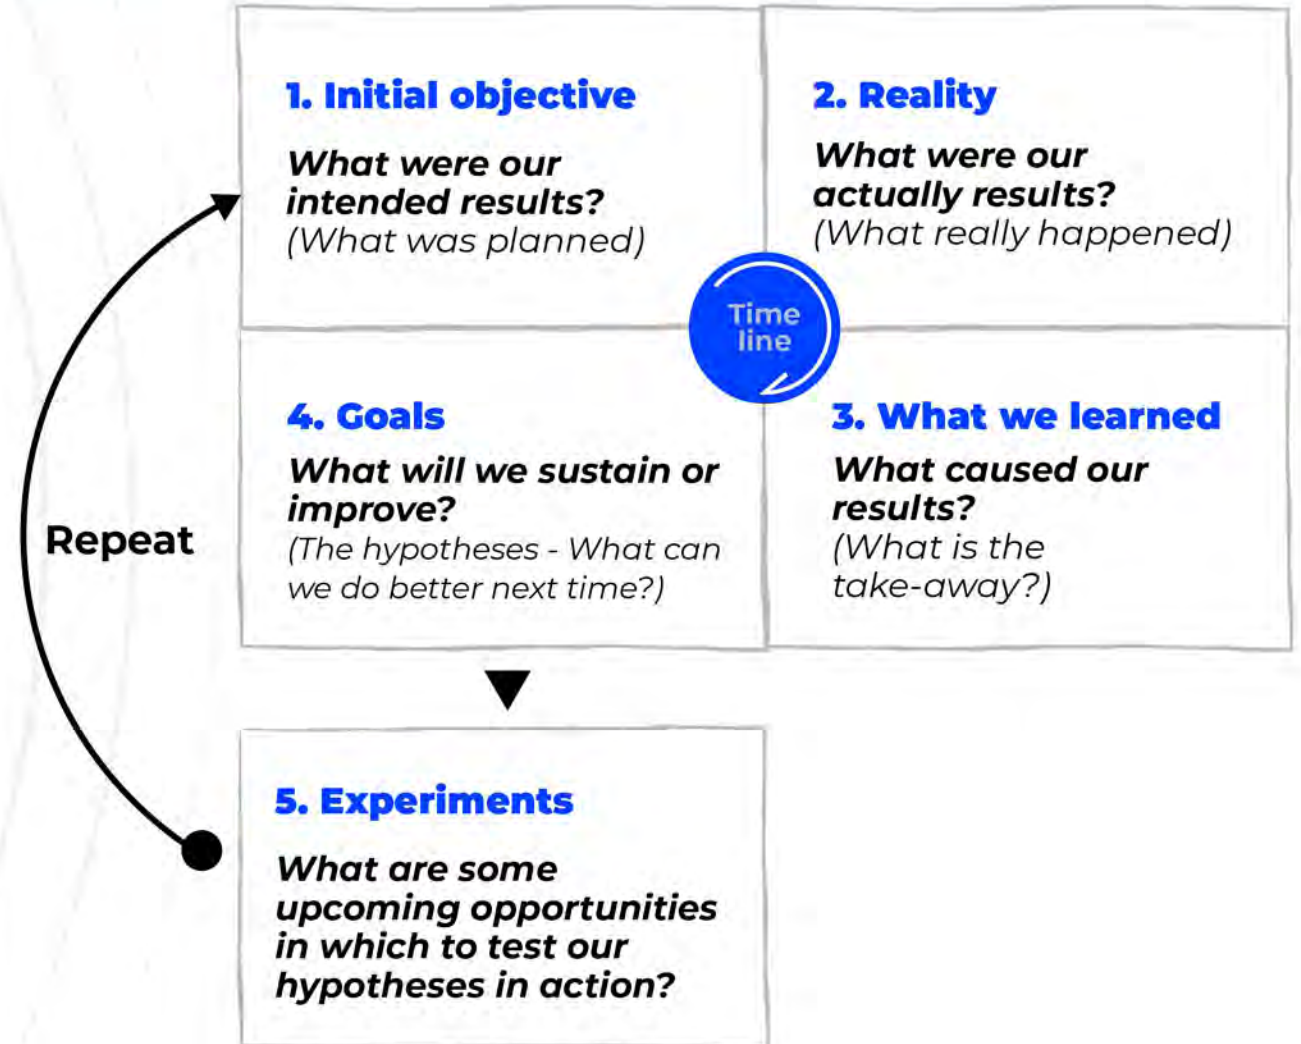 1. Initial objective
What were our
intended results?
(What was planned)
2. Reality
What were our
actually results?
(What really happened)
Time
line
3. What we learned
What caused our
results?
(What is the
take-away?)
4. Goals
What will we sustain or
improve?
(The hypotheses - What can
we do better next time?)
Repeat
5. Experiments
What are some
upcoming opportunities
in which to test our
hypotheses in action?